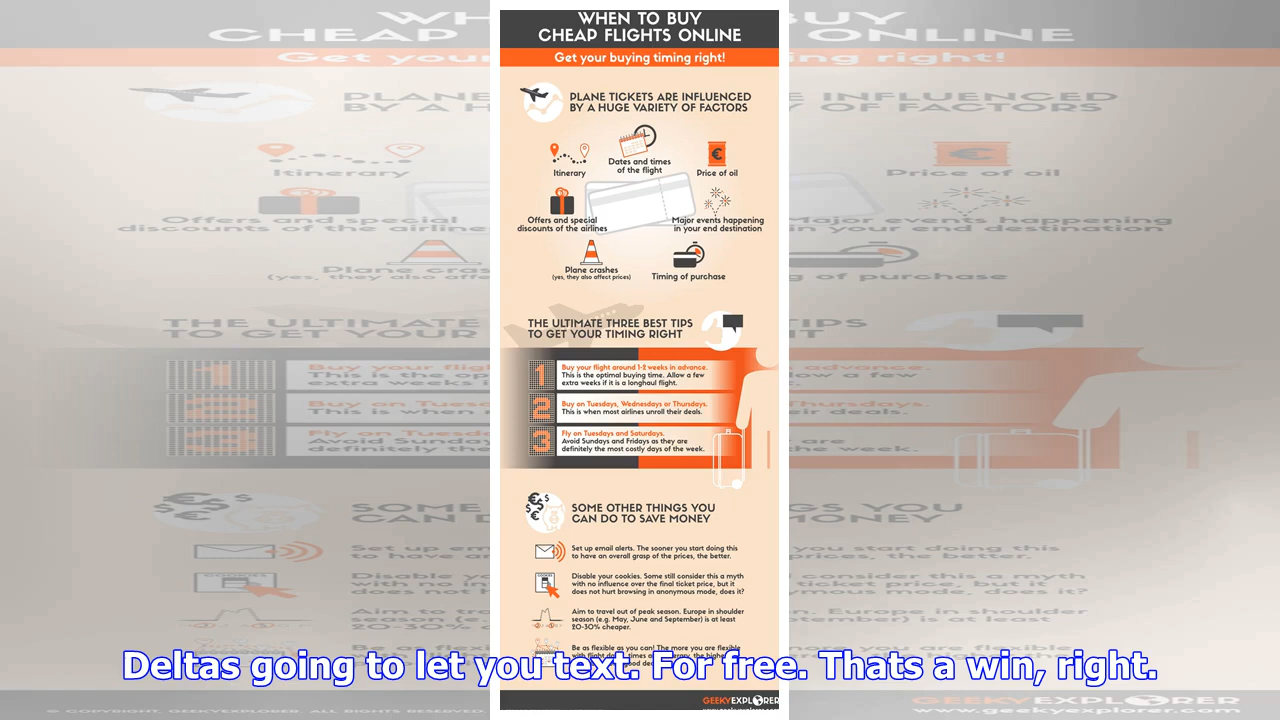 WHEN TO BUY
CHEAP FLIGHTS ONLINE
Get your buying timing right!
PLANE TICKETS ARE INFLUENCED
BY A HUGE VARIETY OF FACTORS
Itinerary
Dates and times
of the flight
Price of oil
Offers and special
discounts of the airlines
Major events happening
in your end destination
Plane crashes
(yes, they also affect prices)
Timing of purchase
THE ULTIMATE THREE BEST TIPS
TO GET YOUR TIMING RIGHT
1
Buy your flight around 1-2 weeks in advance.
This is the optimal buying time. Allow a few
extra weeks if it is a longhaul flight.
2
Buy on Tuesdays, Wednesdays or Thursdays.
This is when most airlines unroll their deals.
3
Fly on Tuesdays and Saturdays.
Avoid Sundays and Fridays as they are
definitely the most costly days of the week.
SOME OTHER THINGS YOU
CAN DO TO SAVE MONEY
Set up email alerts. The sooner you start doing this
to have an overall grasp of the prices, the better.
Disable your cookies. Some still consider this a myth
with no influence over the final ticket price, but it
does not hurt browsing in anonymous mode, does it?
Aim to travel out of peak season. Europe in shoulder
season (e.g. May, June and September) is at least
20-30% cheaper.
Be as flexible as you can! The more you are flexible
Deltas going to let you text. For free. Thats a win, right.
GEEKYEXPLORER
© COPYRIGHT, GEEKYEXPLORER. ALL RIGHTS
www.geekyexplorer.com